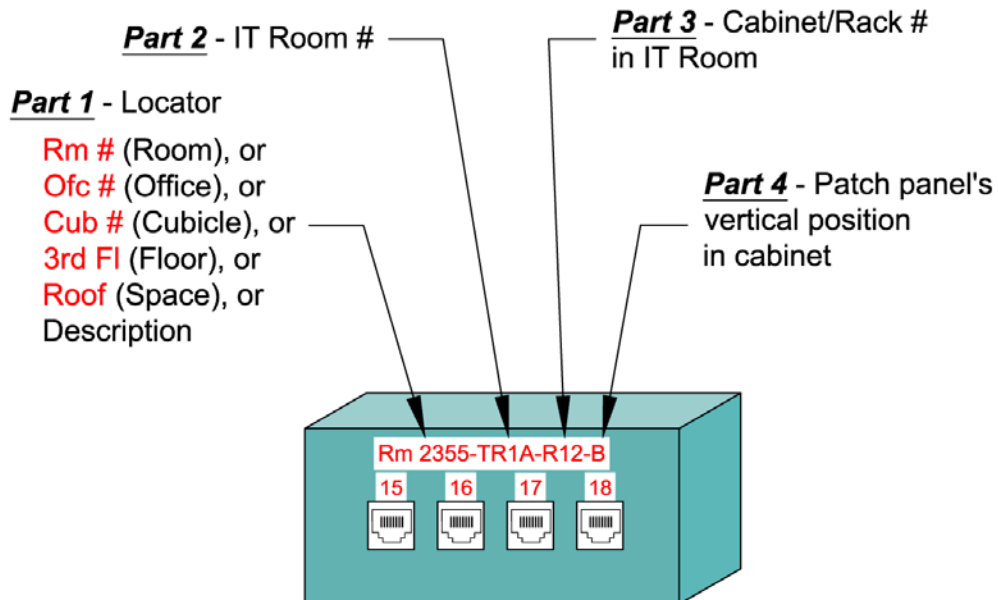 Part 2 - IT Room #
Part 3 - Cabinet/Rack #
in IT Room
Part 1 - Locator
Rm # (Room), or
Ofc # (Office), or
Cub # (Cubicle), or
3rd Fl (Floor), or
Roof (Space), or
Description
Part 4 - Patch panel's
vertical position
in cabinet
Rm 2355-TR1A-R12-B
15 16 17 18